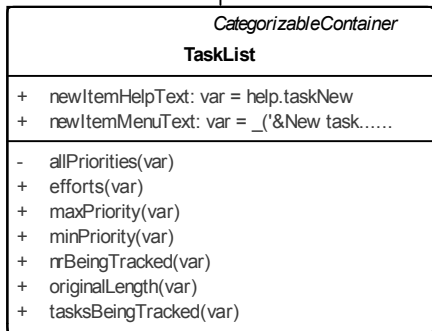 CategorizableContainer
TaskList
+ newItemHelpText: var = help.taskNew
+ newItemMenuText: var = _('&New task......
- allPriorities(var)
+ efforts(var)
+ maxPriority(var)
+ minPriority(var)
+ nrBeingTracked(var)
+ originalLength(var)
+ tasksBeingTracked(var)